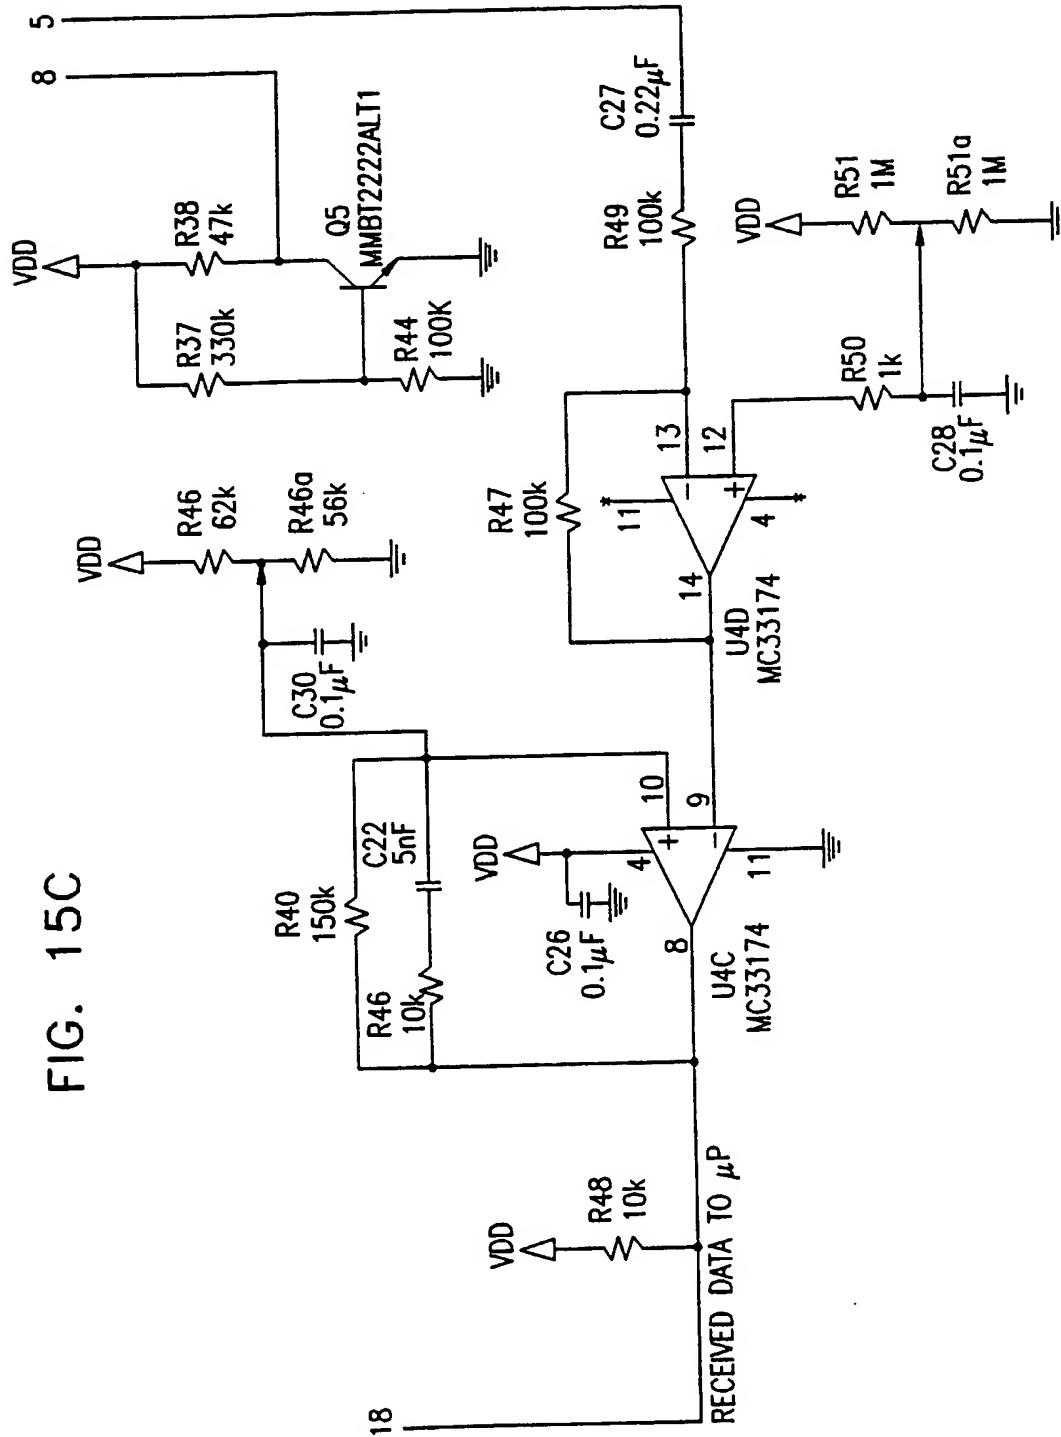 FIG. 15C
5
8
18
VDD
R38
47k
R37
330k
Q5
MMBT2222ALT1
R44
100K
C27
0.22µF
R49
100k
VDD
R51
1M
R51a
1M
R50
1k
C28
0.1µF
R47
100k
13
12
11
4
14
U4D
MC33174
VDD
R46
62k
R46a
56k
C30
0.1µF
R40
150k
C22
5nF
R46
10k
VDD
C26
0.1µF
4
10
9
11
8
U4C
MC33174
VDD
R48
10k
RECEIVED DATA TO µP